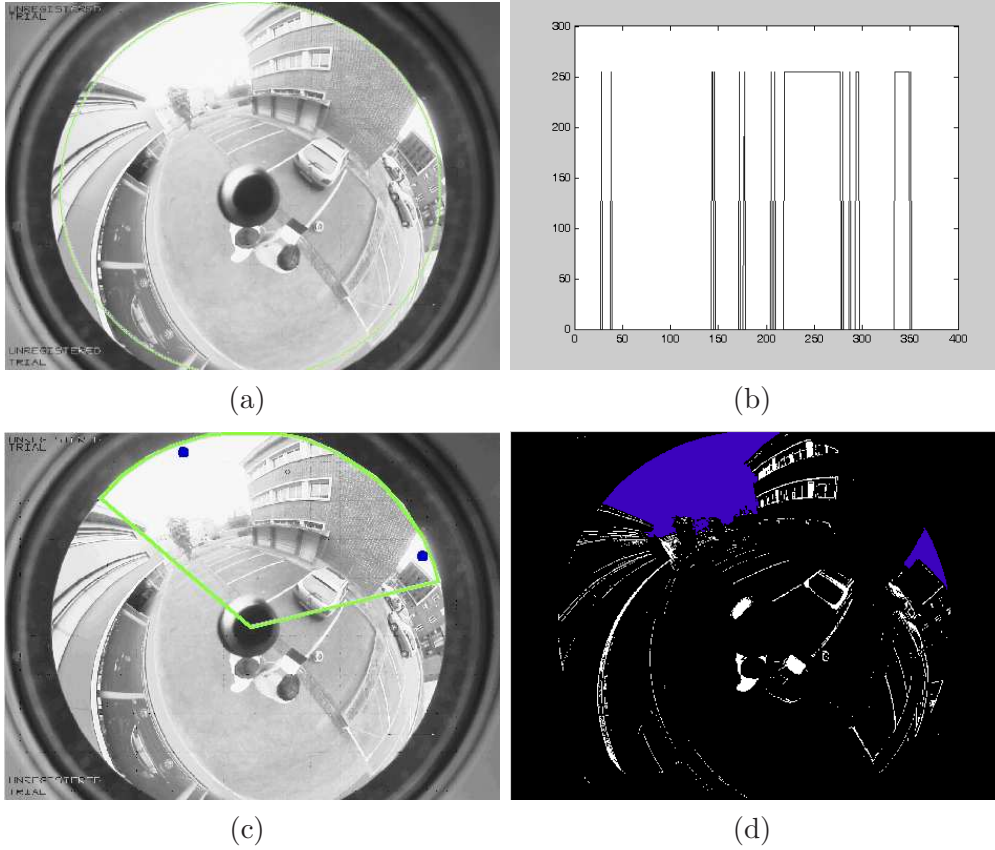 UNREGISTERED
TRIAL
UNREGISTERED
TRIAL
(a)
300
250
200
150
100
50
0
0 50 100 150 200 250 300 350 400
(b)
TRIAL
UNREGISTERED
TRIAL
(c)
(d)